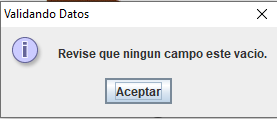 Validando Datos
Revise que ningun campo este vacio.
Aceptar